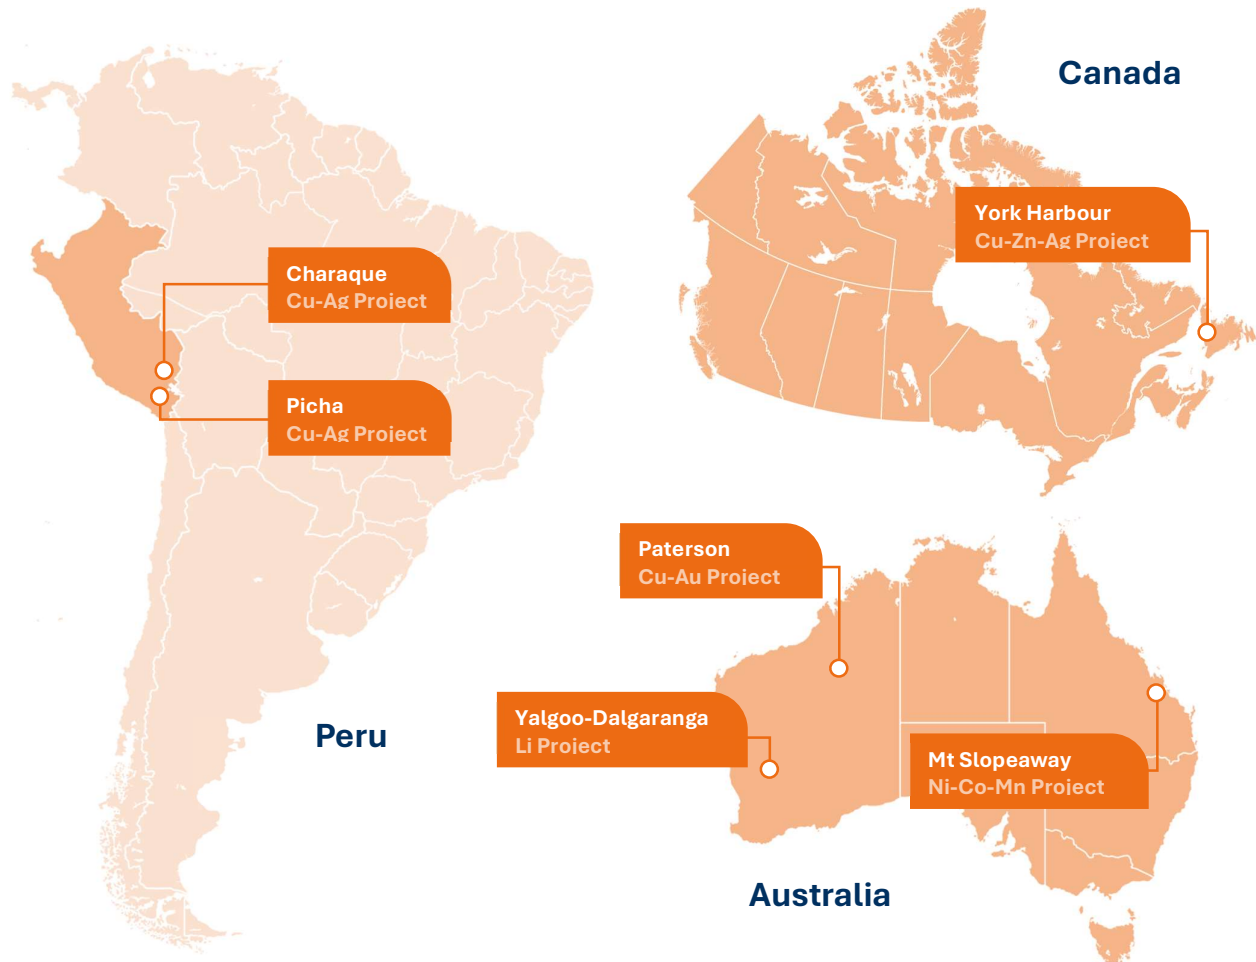 Canada
York Harbour
Cu-Zn-Ag Project
Charaque
Cu-Ag Project
Picha
Cu-Ag Project
Peru
Paterson
Cu-Au Project
Yalgoo-Dalgaranga
Li Project
Mt Slopeaway
Ni-Co-Mn Project
Australia